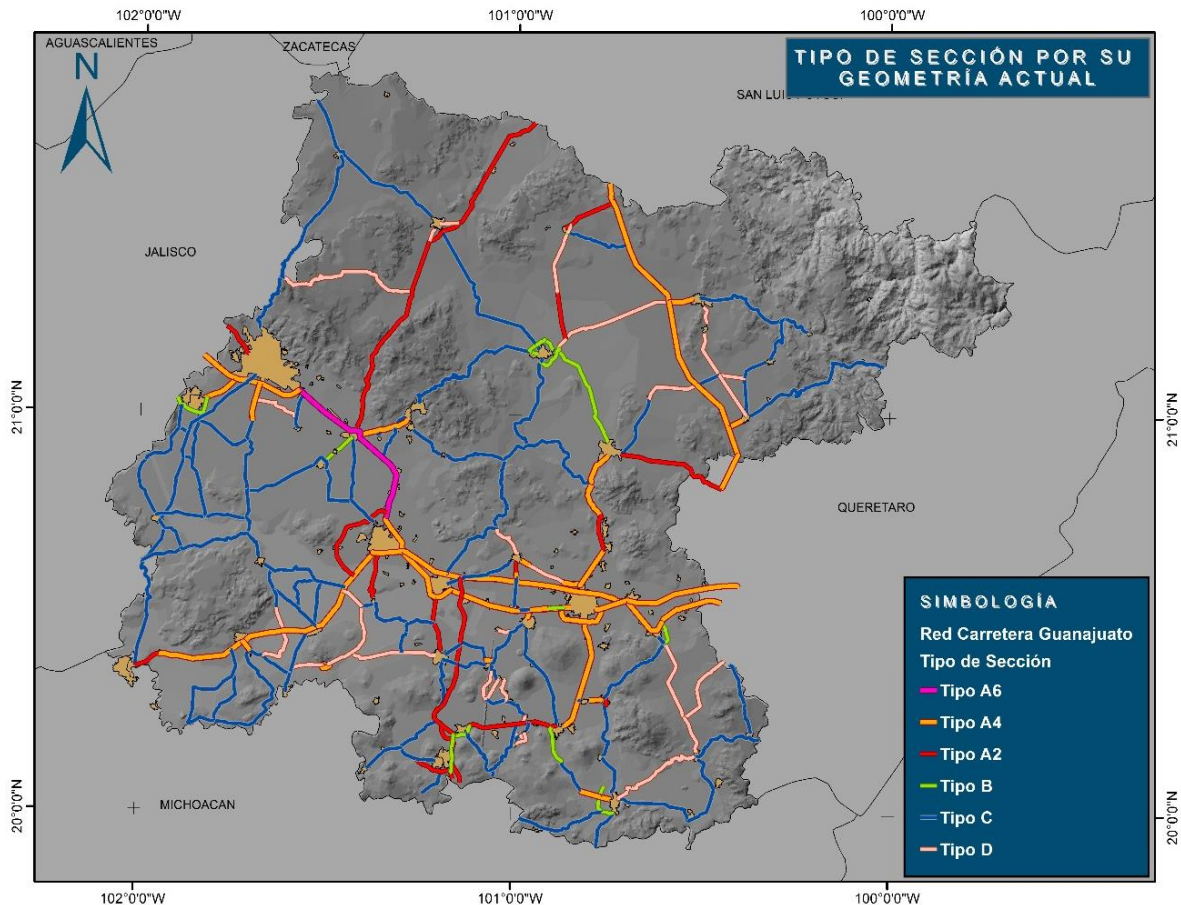 102°0'0"W 101°0'0"W 100°0'0"W
AGUASCALIENTES
ZACATECAS
N
TIPO DE SECCIÓN POR SU
GEOMETRÍA ACTUAL
SAN LUIS
JALISCO
21°0'0"N
21°0'0"N
QUERETARO
SIMBOLOGÍA
Red Carretera Guanajuato
Tipo de Sección
Tipo A6
Tipo A4
Tipo A2
Tipo B
Tipo C
Tipo D
MICHOACAN
20°0'0"N
20°0'0"N
102°0'0"W 101°0'0"W 100°0'0"W